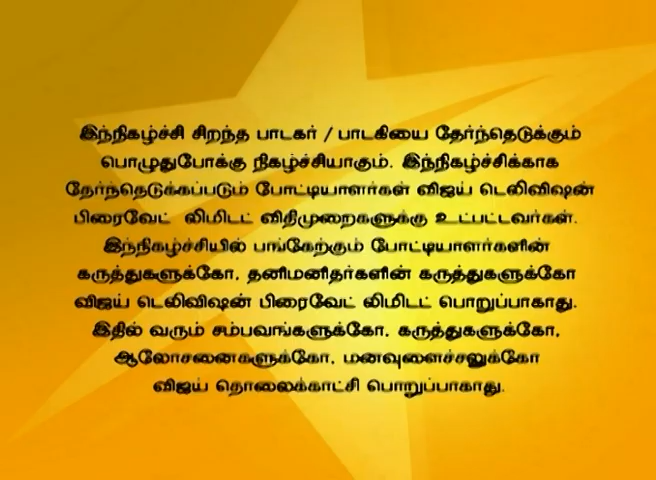 இந்நிகழ்ச்சி சிறந்த பாடகர் / பாடகியை தேர்ந்தெடுக்கும்
பொழுதுபோக்கு நிகழ்ச்சியாகும். இந்நிகழ்ச்சிக்காக
தேர்ந்தெடுக்கப்படும் போட்டியாளர்கள் விஜய் டெலிவிஷன்
பிரைவேட் லிமிடட் விதிமுறைகளுக்கு உட்பட்டவர்கள்.
இந்நிகழ்ச்சியில் பங்கேற்கும் போட்டியாளர்களின்
கருத்துகளுக்கோ, தனிமனிதர்களின் கருத்துகளுக்கோ
விஜய் டெலிவிஷன் பிரைவேட் லிமிடட் பொறுப்பாகாது.
இதில் வரும் சம்பவங்களுக்கோ, கருத்துகளுக்கோ,
ஆலோசனைகளுக்கோ, மனவுளைச்சலுக்கோ
விஜய் தொலைக்காட்சி பொறுப்பாகாது.